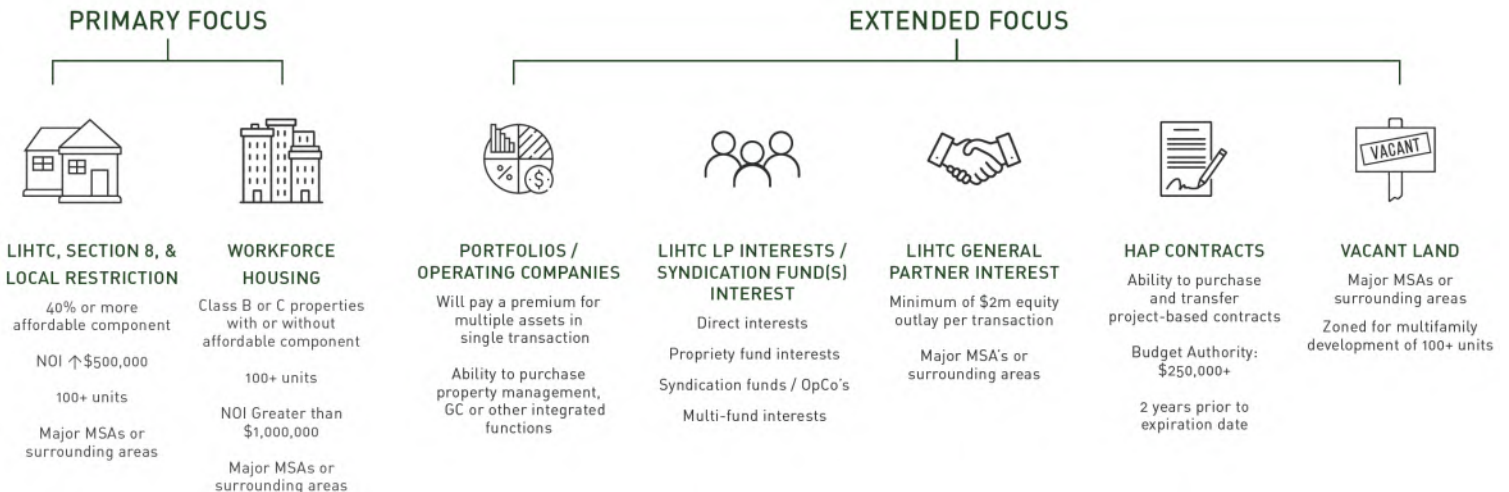 PRIMARY FOCUS
EXTENDED FOCUS
LIHTC, SECTION 8, &
LOCAL RESTRICTION
40% or more
affordable component
NOI ↑$500,000
100+ units
Major MSAs or
surrounding areas
WORKFORCE
HOUSING
Class B or C properties
with or without
affordable component
100+ units
NOI Greater than
$1,000,000
Major MSAs or
surrounding areas
%
$
PORTFOLIOS /
OPERATING COMPANIES
Will pay a premium for
multiple assets in
single transaction
Ability to purchase
property management,
GC or other integrated
functions
LIHTC LP INTERESTS /
SYNDICATION FUND(S)
INTEREST
Direct interests
Propriety fund interests
Syndication funds / OpCo's
Multi-fund interests
LIHTC GENERAL
PARTNER INTEREST
Minimum of $2m equity
outlay per transaction
Major MSA's or
surrounding areas
HAP CONTRACTS
Ability to purchase
and transfer
project-based contracts
Budget Authority:
$250,000+
2 years prior to
expiration date
VACANT
VACANT LAND
Major MSAs or
surrounding areas
Zoned for multifamily
development of 100+ units